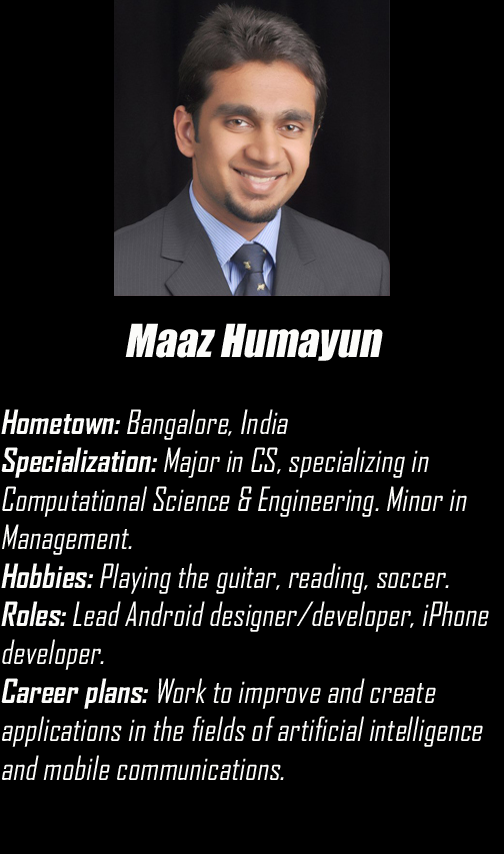 Maaz Humayun
Hometown: Bangalore, India
Specialization: Major in CS, specializing in
Computational Science & Engineering. Minor in
Management.
Hobbies: Playing the guitar, reading, soccer.
Roles: Lead Android designer/developer, iPhone
developer.
Career plans: Work to improve and create
applications in the fields of artificial intelligence
and mobile communications.